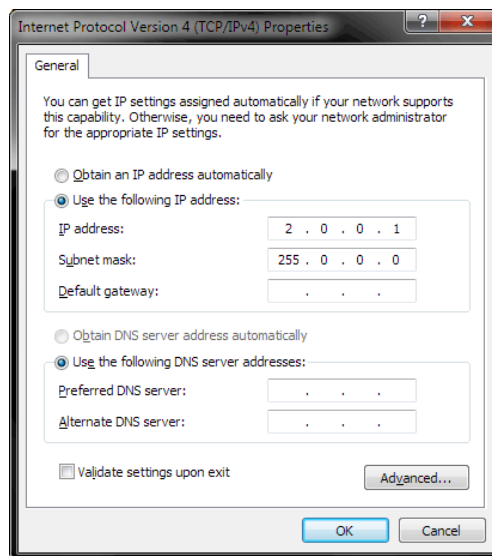 Internet Protocol Version 4 (TCP/IPv4) Properties
?
X
General
You can get IP settings assigned automatically if your network supports
this capability. Otherwise, you need to ask your network administrator
for the appropriate IP settings.
Obtain an IP address automatically
Use the following IP address:
IP address: 2 . 0 . 0 . 1
Subnet mask: 255 . 0 . 0 . 0
Default gateway: . . .
Obtain DNS server address automatically
Use the following DNS server addresses:
Preferred DNS server: . . .
Alternate DNS server: . . .
Validate settings upon exit
Advanced...
OK Cancel